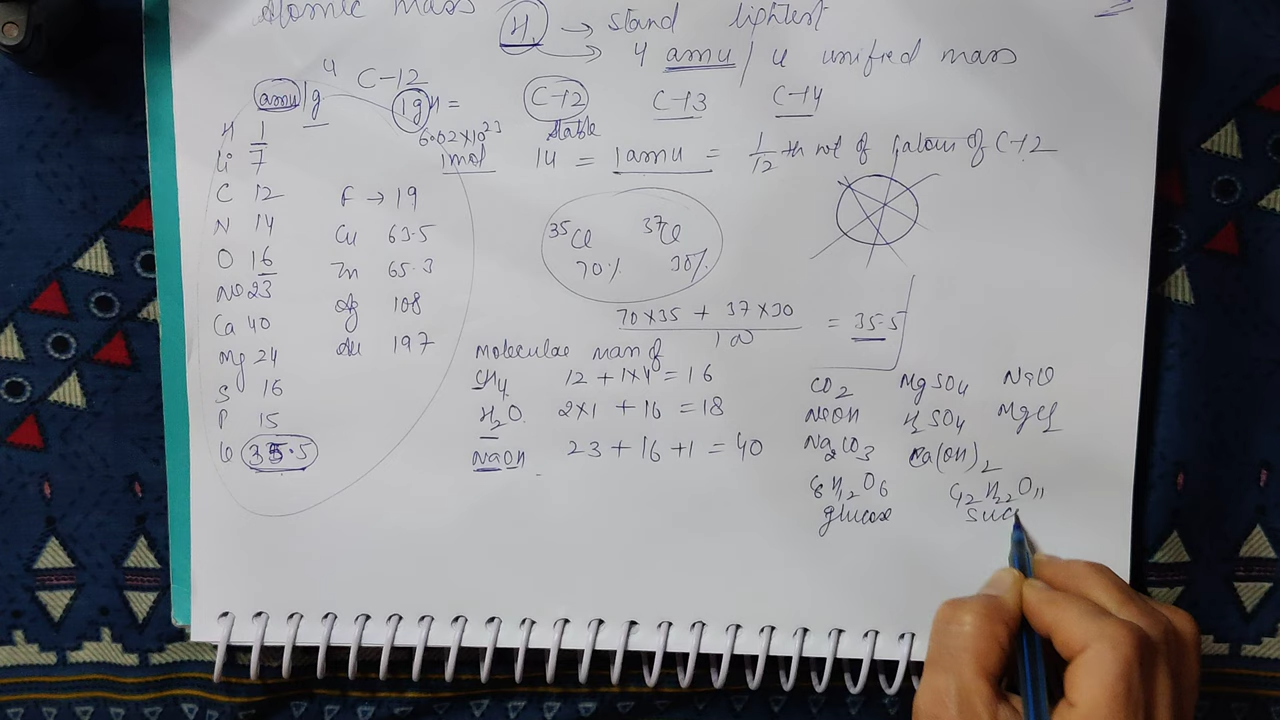 Atomic mass
H. → stand lightest
4 amu / u unified mass
4 C-12
amu/g 1g H =
C-12 C-13 C-14
stable
6.02×10²³
1mol
1u = 1amu = 1/12 th wt of 1 atom of C-12
H 1
Li 7
C 12
N 14
O 16
Na 23
Ca 40
Mg 24
S 16
P 15
Cl 35.5
F → 19
Cu 63.5
Zn 65.3
Ag 108
Au 197
³⁵Cl ³⁷Cl
70% 30%
70×35 + 37×30 / 100 = 35.5
Molecular mass of
CH₄ 12 + 1×4 = 16
H₂O. 2×1 + 16 = 18
NaOH 23 + 16 + 1 = 40
CO₂ MgSO₄
NaOH H₂SO₄ MgCl₂
Na₂CO₃ Ca(OH)₂
C₆H₁₂O₆ C₁₂H₂₂O₁₁
glucose suc